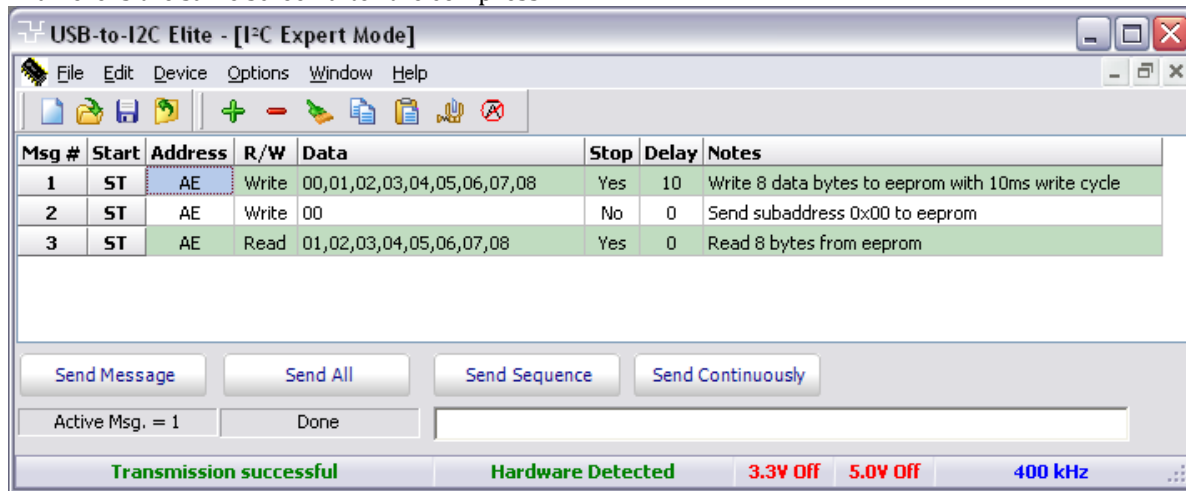 USB-to-I2C Elite - [I²C Expert Mode]
File Edit Device Options Window Help
Msg # Start Address R/W Data Stop Delay Notes
1 ST AE Write 00,01,02,03,04,05,06,07,08 Yes 10 Write 8 data bytes to eeprom with 10ms write cycle
2 ST AE Write 00 No 0 Send subaddress 0x00 to eeprom
3 ST AE Read 01,02,03,04,05,06,07,08 Yes 0 Read 8 bytes from eeprom
Send Message Send All Send Sequence Send Continuously
Active Msg. = 1 Done
Transmission successful Hardware Detected 3.3V Off 5.0V Off 400 kHz